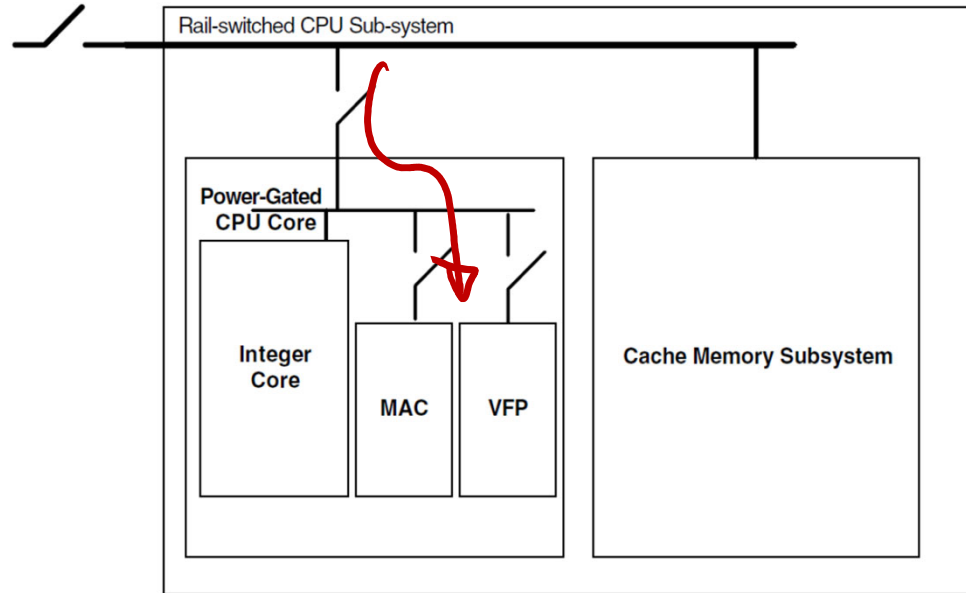 Rail-switched CPU Sub-system
Power-Gated
CPU Core
Integer
Core
MAC
VFP
Cache Memory Subsystem